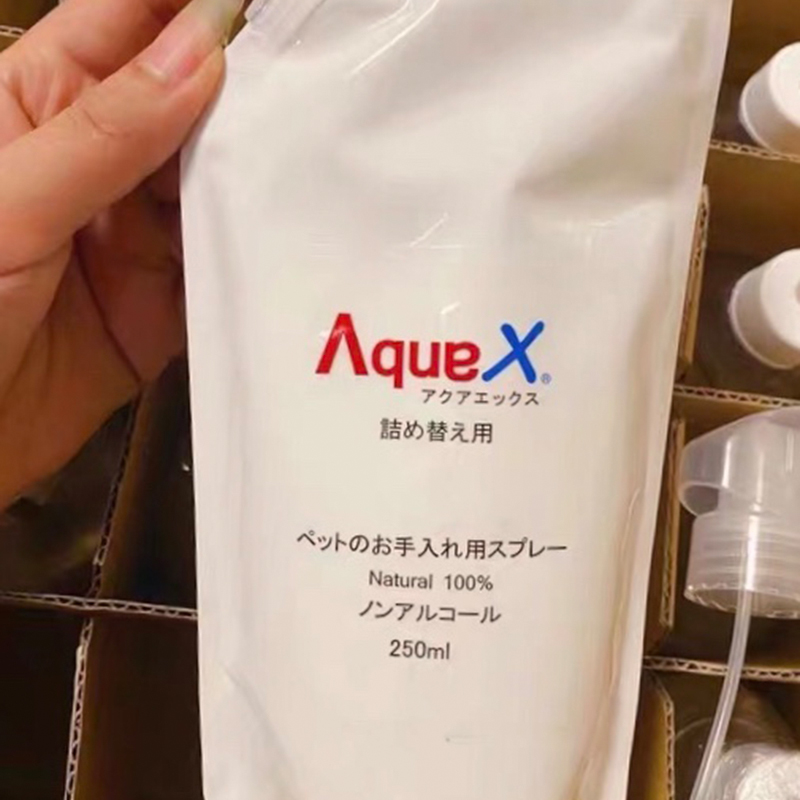 AquaX®
アクアエックス
詰め替え用
ペットのお手入れ用スプレー
Natural 100%
ノンアルコール
250ml